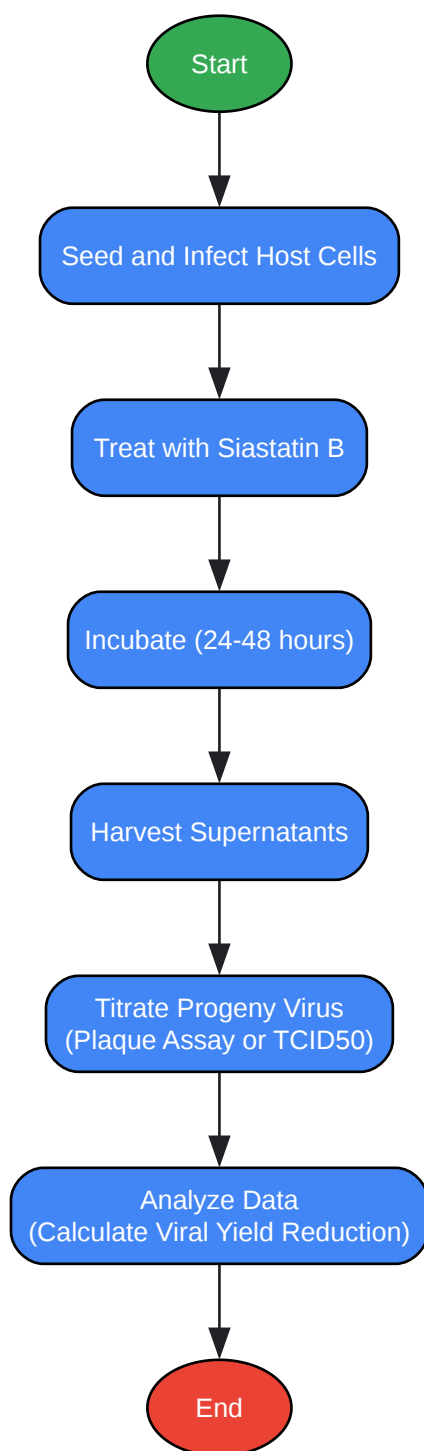 Start
Seed and Infect Host Cells
Treat with Siastatin B
Incubate (24-48 hours)
Harvest Supernatants
Titrate Progeny Virus
(Plaque Assay or TCID50)
Analyze Data
(Calculate Viral Yield Reduction)
End